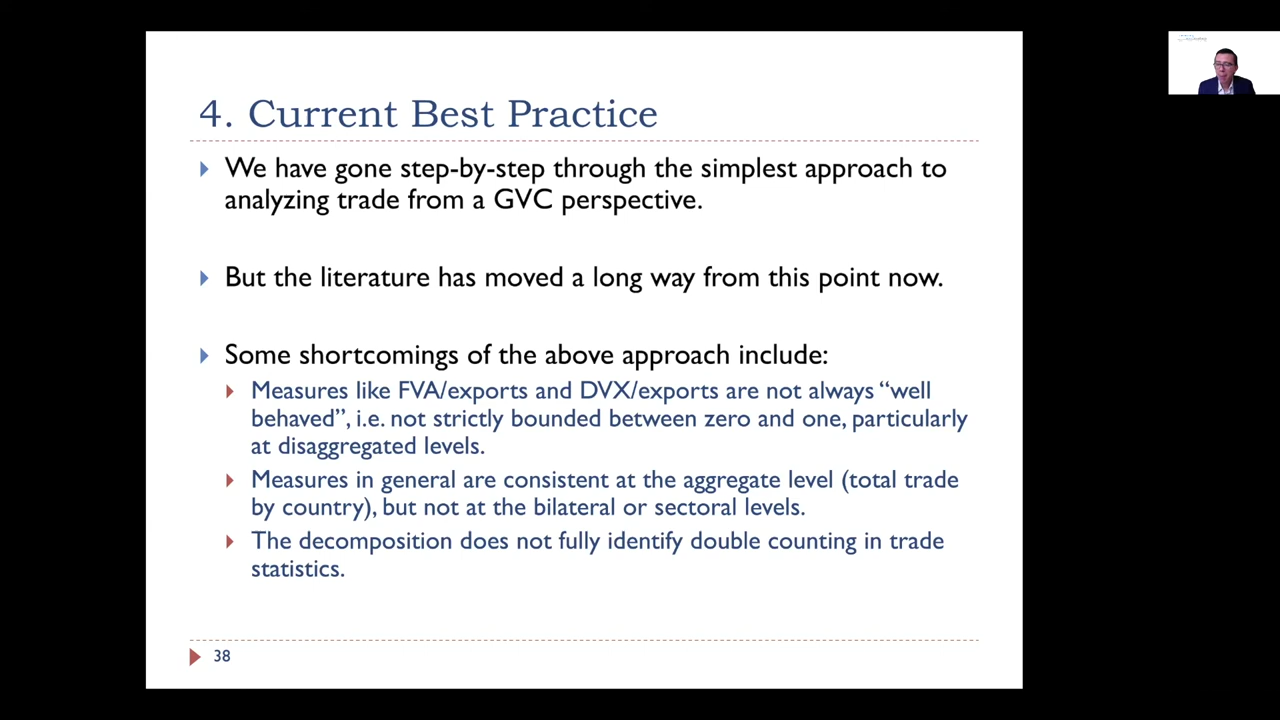 4. Current Best Practice
We have gone step-by-step through the simplest approach to
analyzing trade from a GVC perspective.
But the literature has moved a long way from this point now.
Some shortcomings of the above approach include:
Measures like FVA/exports and DVX/exports are not always “well
behaved”, i.e. not strictly bounded between zero and one, particularly
at disaggregated levels.
Measures in general are consistent at the aggregate level (total trade
by country), but not at the bilateral or sectoral levels.
The decomposition does not fully identify double counting in trade
statistics.
38